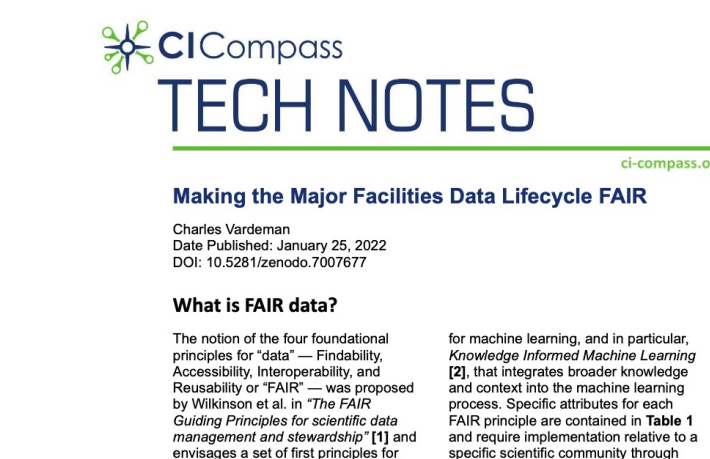 CICompass
TECH NOTES
ci-compass.o
Making the Major Facilities Data Lifecycle FAIR
Charles Vardeman
Date Published: January 25, 2022
DOI: 10.5281/zenodo.7007677
What is FAIR data?
The notion of the four foundational
principles for “data” — Findability,
Accessibility, Interoperability, and
Reusability or “FAIR” — was proposed
by Wilkinson et al. in “The FAIR
Guiding Principles for scientific data
management and stewardship” [1] and
envisages a set of first principles for
for machine learning, and in particular,
Knowledge Informed Machine Learning
[2], that integrates broader knowledge
and context into the machine learning
process. Specific attributes for each
FAIR principle are contained in Table 1
and require implementation relative to a
specific scientific community through